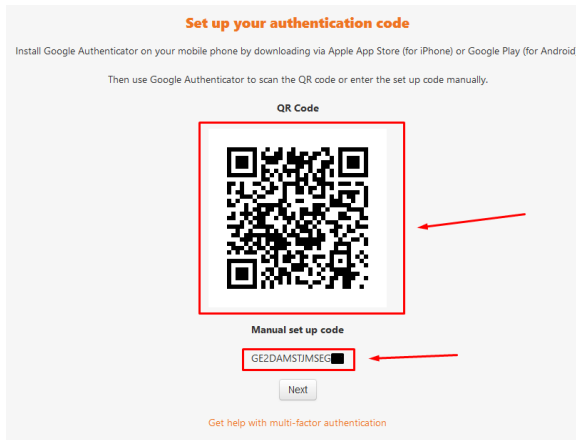 Set up your authentication code
Install Google Authenticator on your mobile phone by downloading via Apple App Store (for iPhone) or Google Play (for Android
Then use Google Authenticator to scan the QR code or enter the set up code manually.
QR Code
Manual set up code
GE2DAMSTJMSEG
Next
Get help with multi-factor authentication